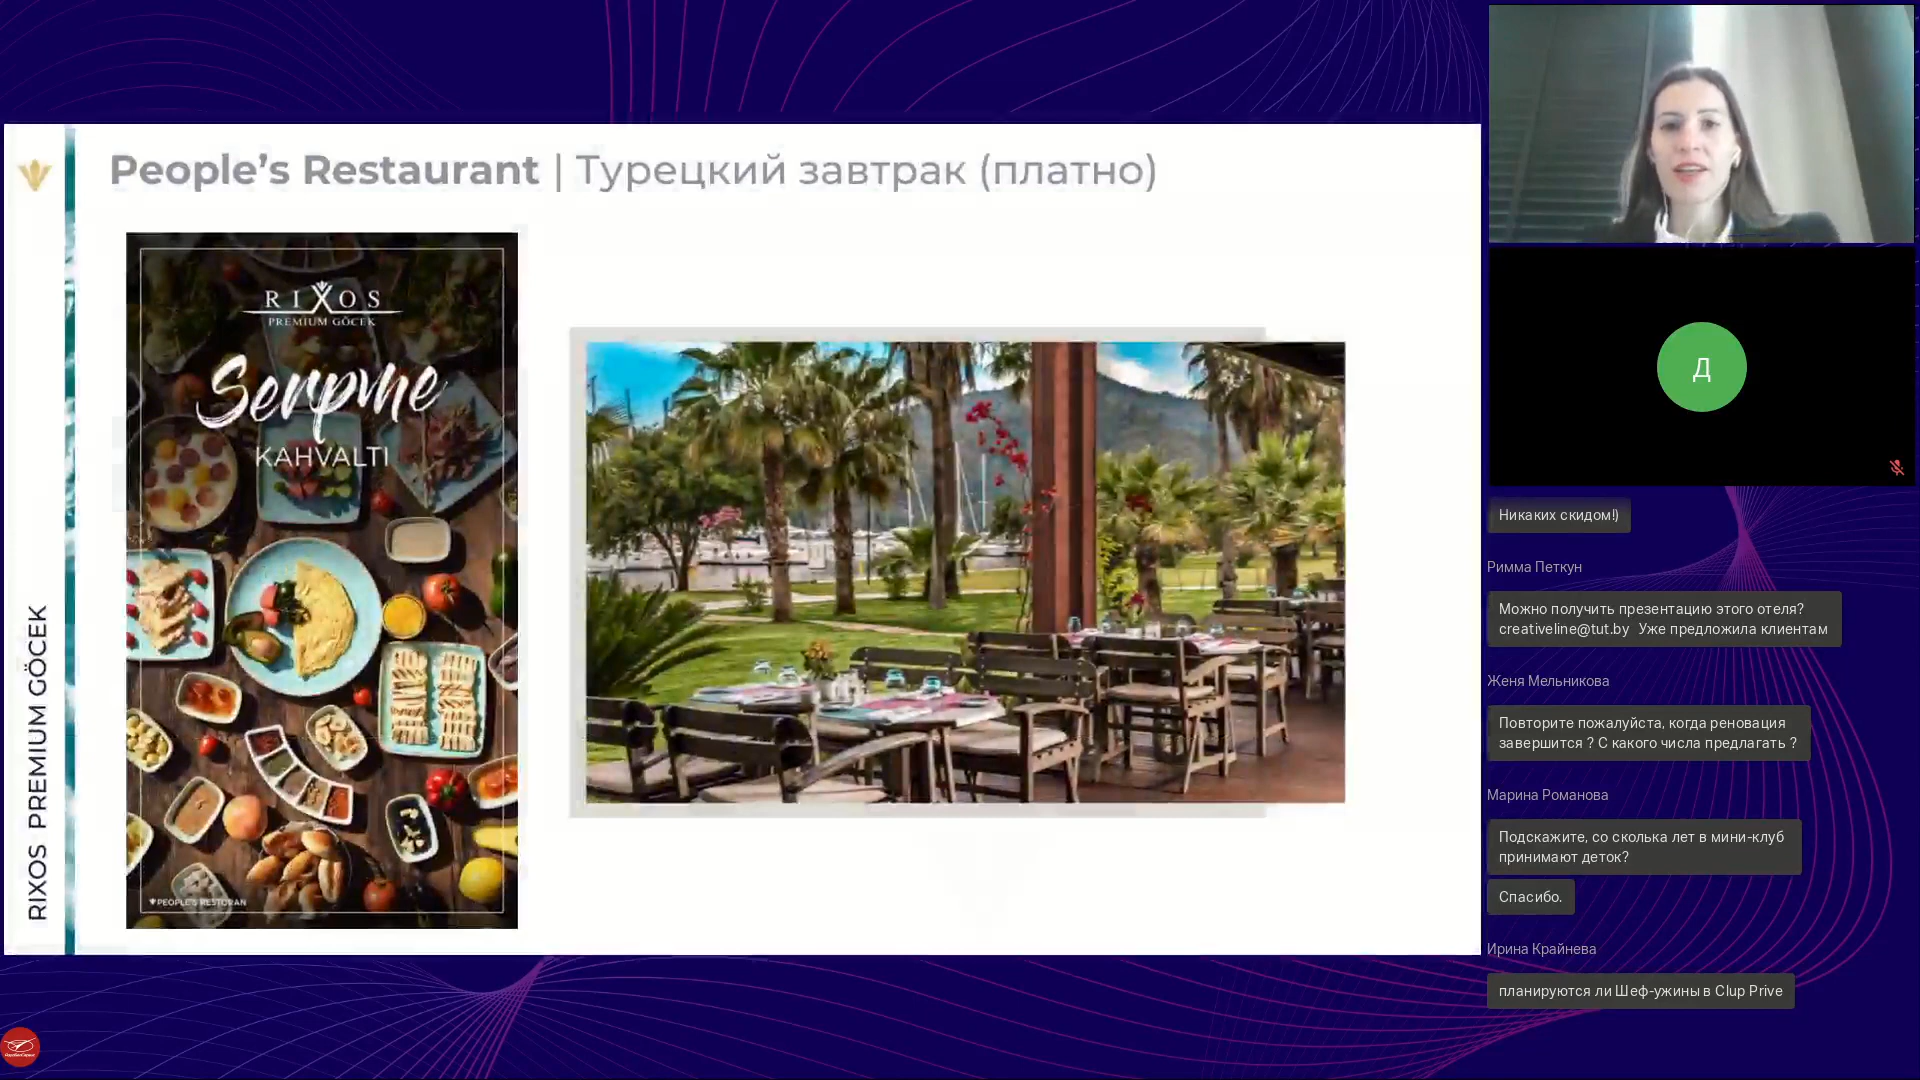 People's Restaurant | Турецкий завтрак (платно)
RIXOS PREMIUM GÖCEK
RIXOS
PREMIUM GÖCEK
Serpme
KAHVALTI
PEOPLE'S RESTORAN
Д
Никаких скидом!)
Римма Петкун
Можно получить презентацию этого отеля?
creativeline@tut.by Уже предложила клиентам
Женя Мельникова
Повторите пожалуйста, когда реновация
завершится ? С какого числа предлагать ?
Марина Романова
Подскажите, со сколька лет в мини-клуб
принимают деток?
Спасибо.
Ирина Крайнева
планируются ли Шеф-ужины в Clup Prive